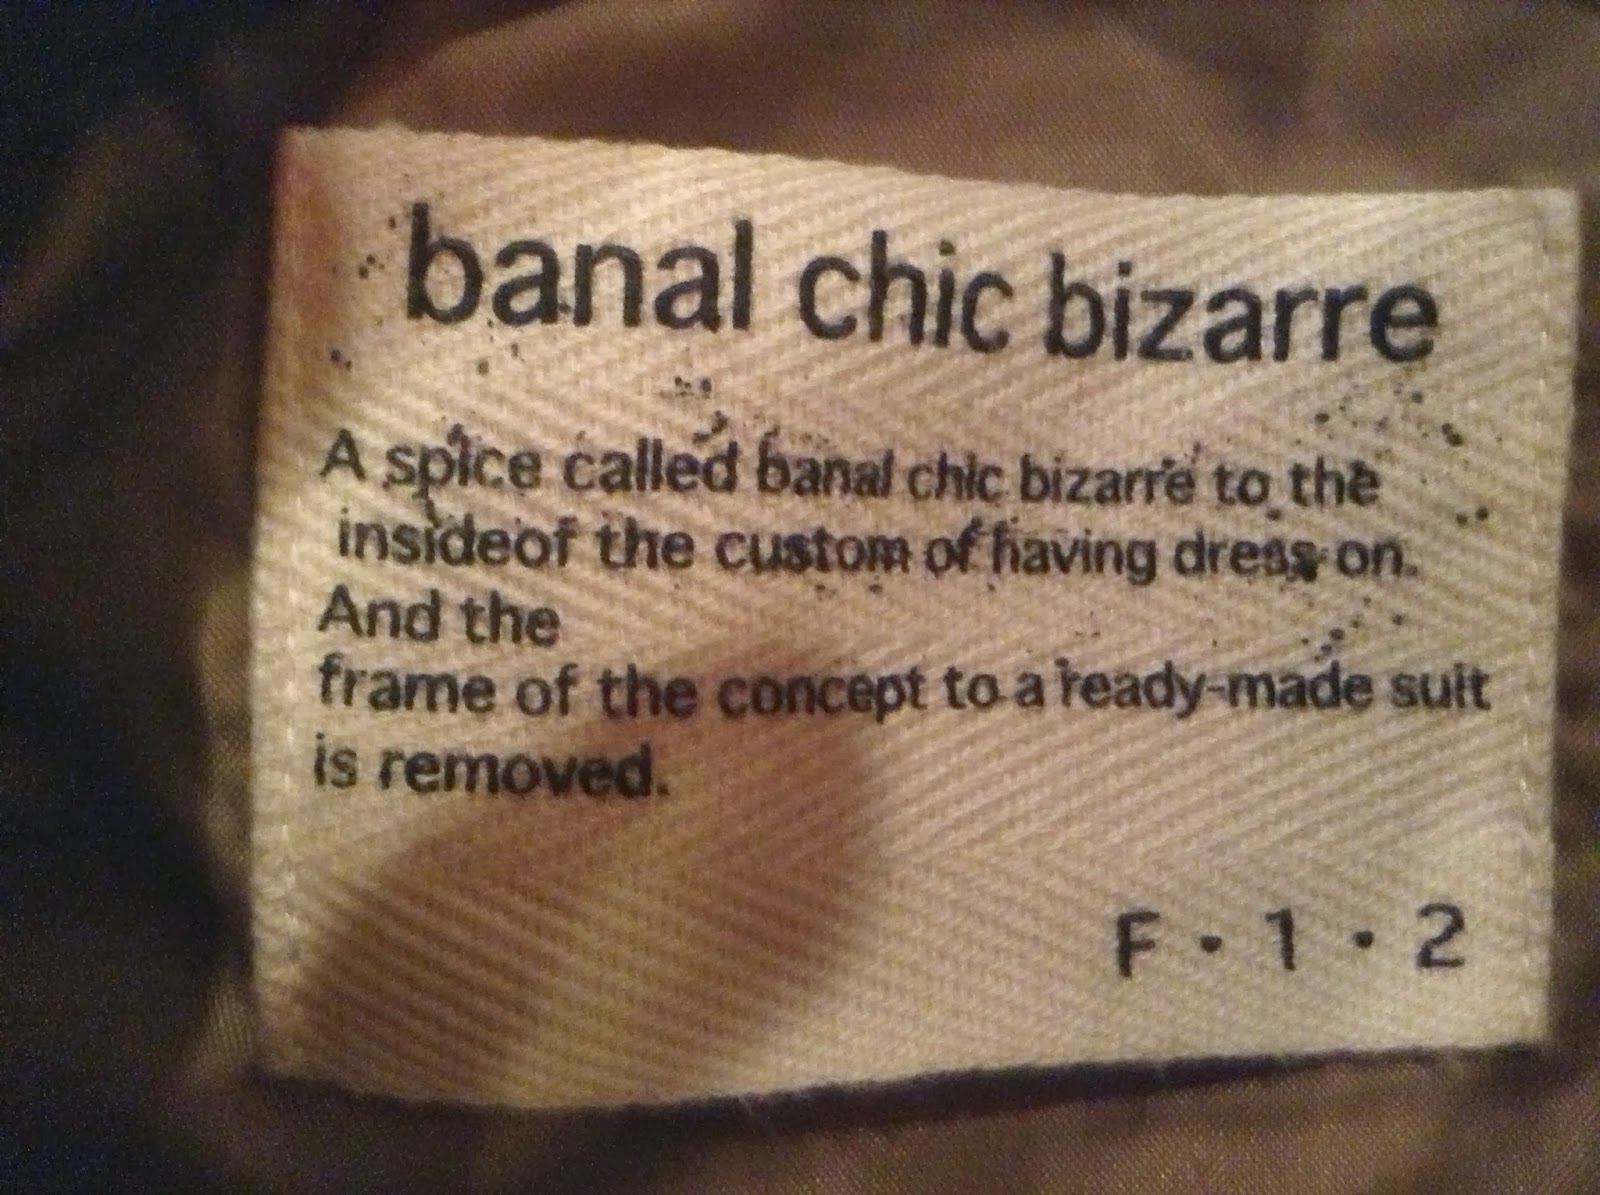 banal chic bizarre
A spice called banal chic bizarre to the
insideof the custom of having dress on.
And the
frame of the concept to a ready-made suit
is removed.
F・1・2